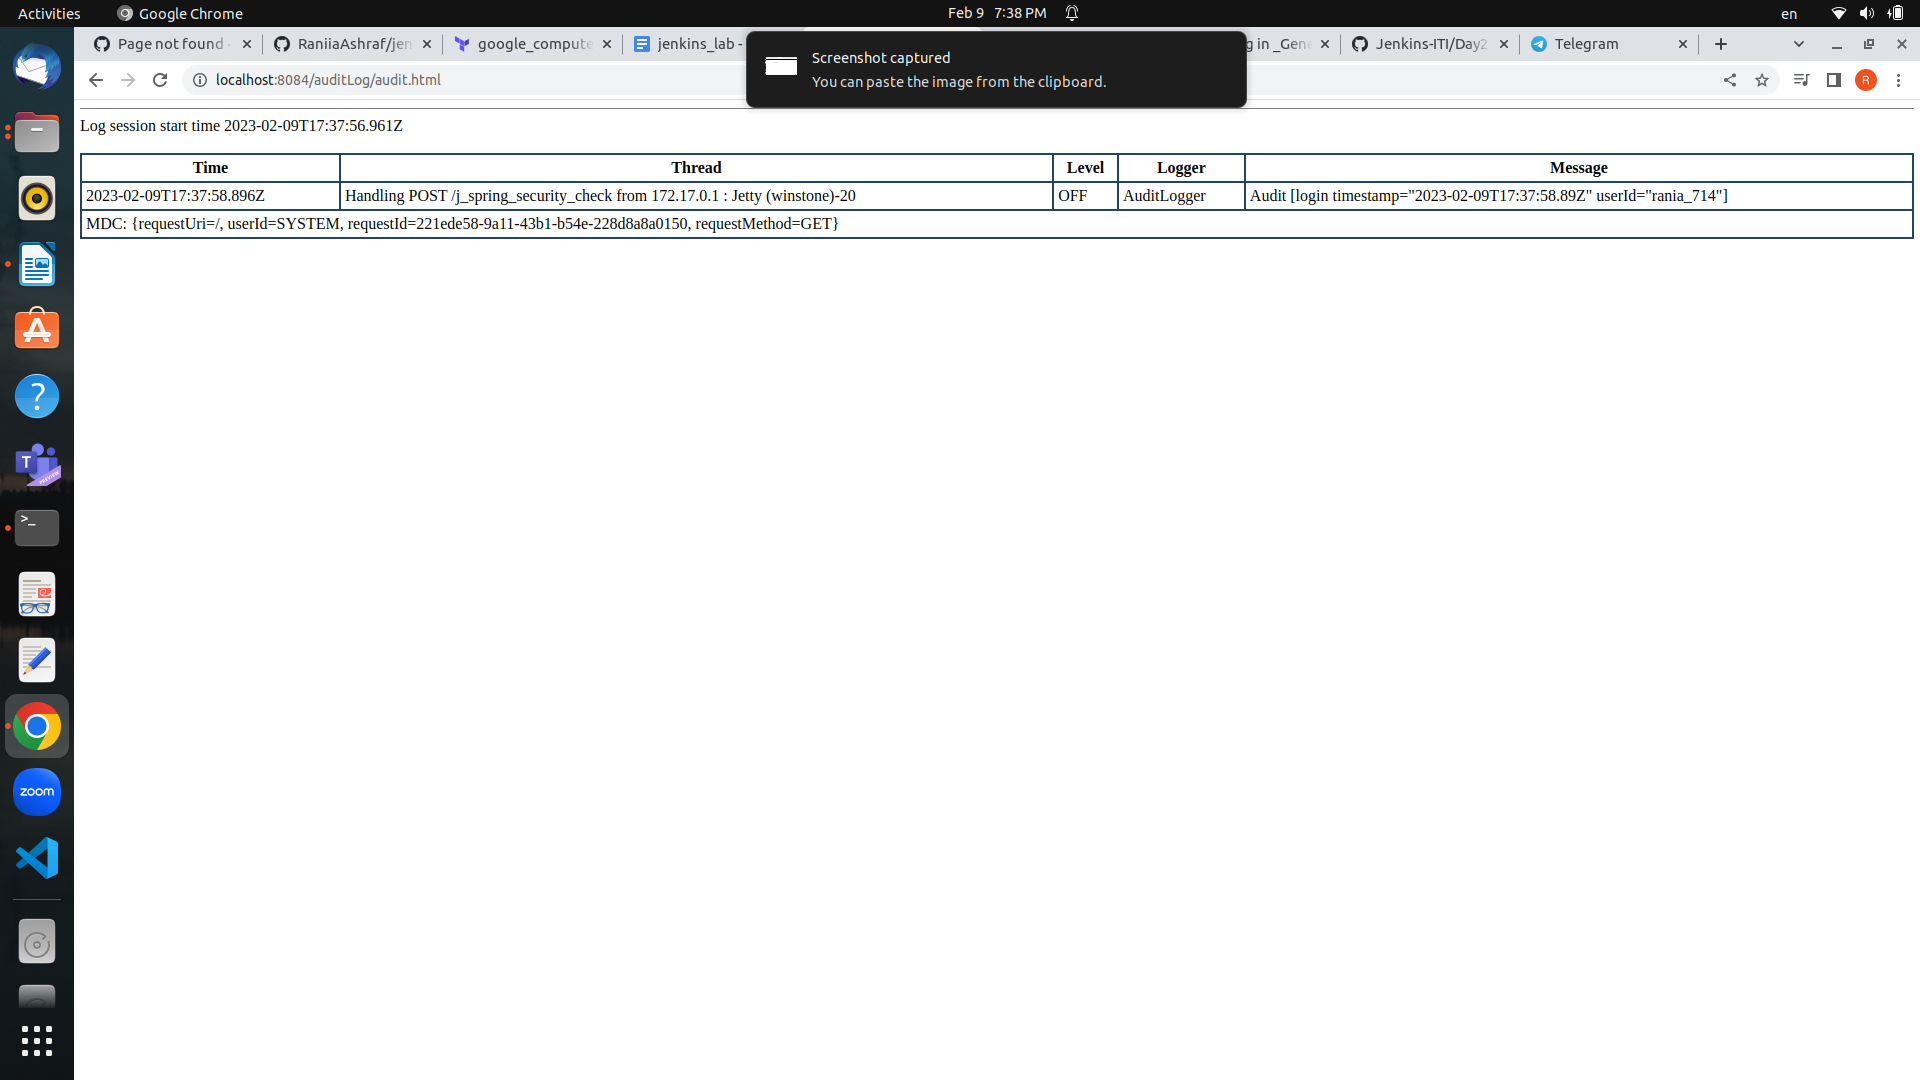 Activities Google Chrome Feb 9 7:38 PM en
Page not found RaniiaAshraf/jen google_compute jenkins_lab - g in _Gene Jenkins-ITI/Day2 Telegram
Screenshot captured
You can paste the image from the clipboard.
localhost:8084/auditLog/audit.html R
Log session start time 2023-02-09T17:37:56.961Z
Time Thread Level Logger Message
2023-02-09T17:37:58.896Z Handling POST /j_spring_security_check from 172.17.0.1 : Jetty (winstone)-20 OFF AuditLogger Audit [login timestamp="2023-02-09T17:37:58.89Z" userId="rania_714"]
MDC: {requestUri=/, userId=SYSTEM, requestId=221ede58-9a11-43b1-b54e-228d8a8a0150, requestMethod=GET}
?
T
>_
zoom